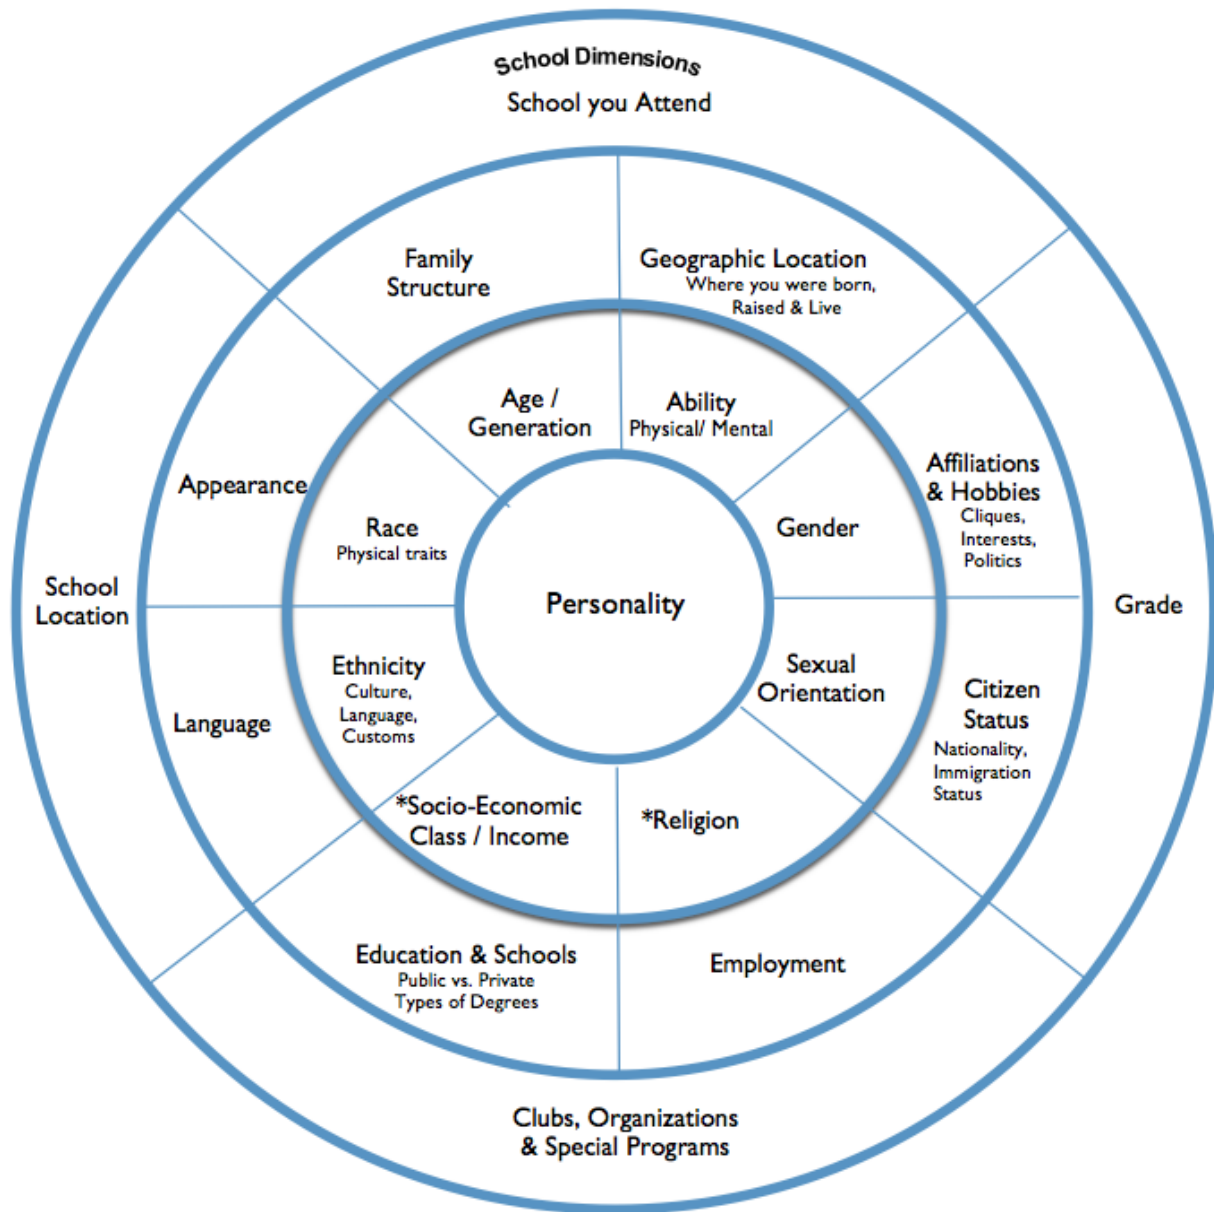 School Dimensions
School you Attend
Family
Structure
Geographic Location
Where you were born,
Raised & Live
Age /
Generation
Ability
Physical/ Mental
Appearance
Affiliations
& Hobbies
Cliques,
Interests,
Politics
Race
Physical traits
Gender
School
Location
Personality
Grade
Ethnicity
Culture,
Language,
Customs
Sexual
Orientation
Language
Citizen
Status
Nationality,
Immigration
Status
*Socio-Economic
Class / Income
*Religion
Education & Schools
Public vs. Private
Types of Degrees
Employment
Clubs, Organizations
& Special Programs